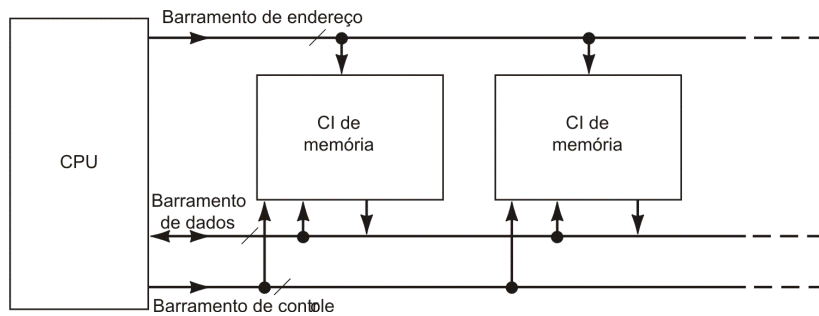 Barramento de endereço
CI de
memória
CI de
memória
CPU
Barramento
de dados
Barramento de controle